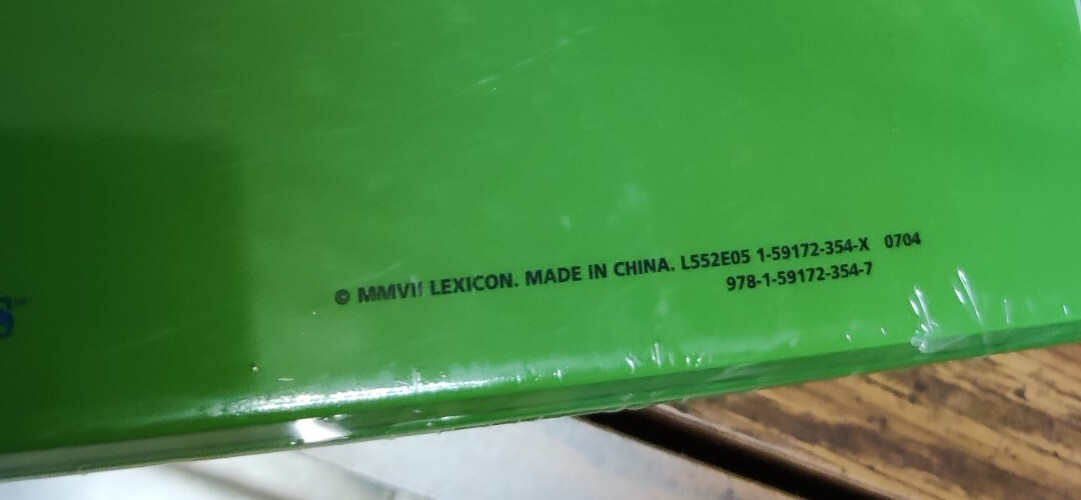 © MMVII LEXICON. MADE IN CHINA. L552E05 1-59172-354-X 0704
978-1-59172-354-7